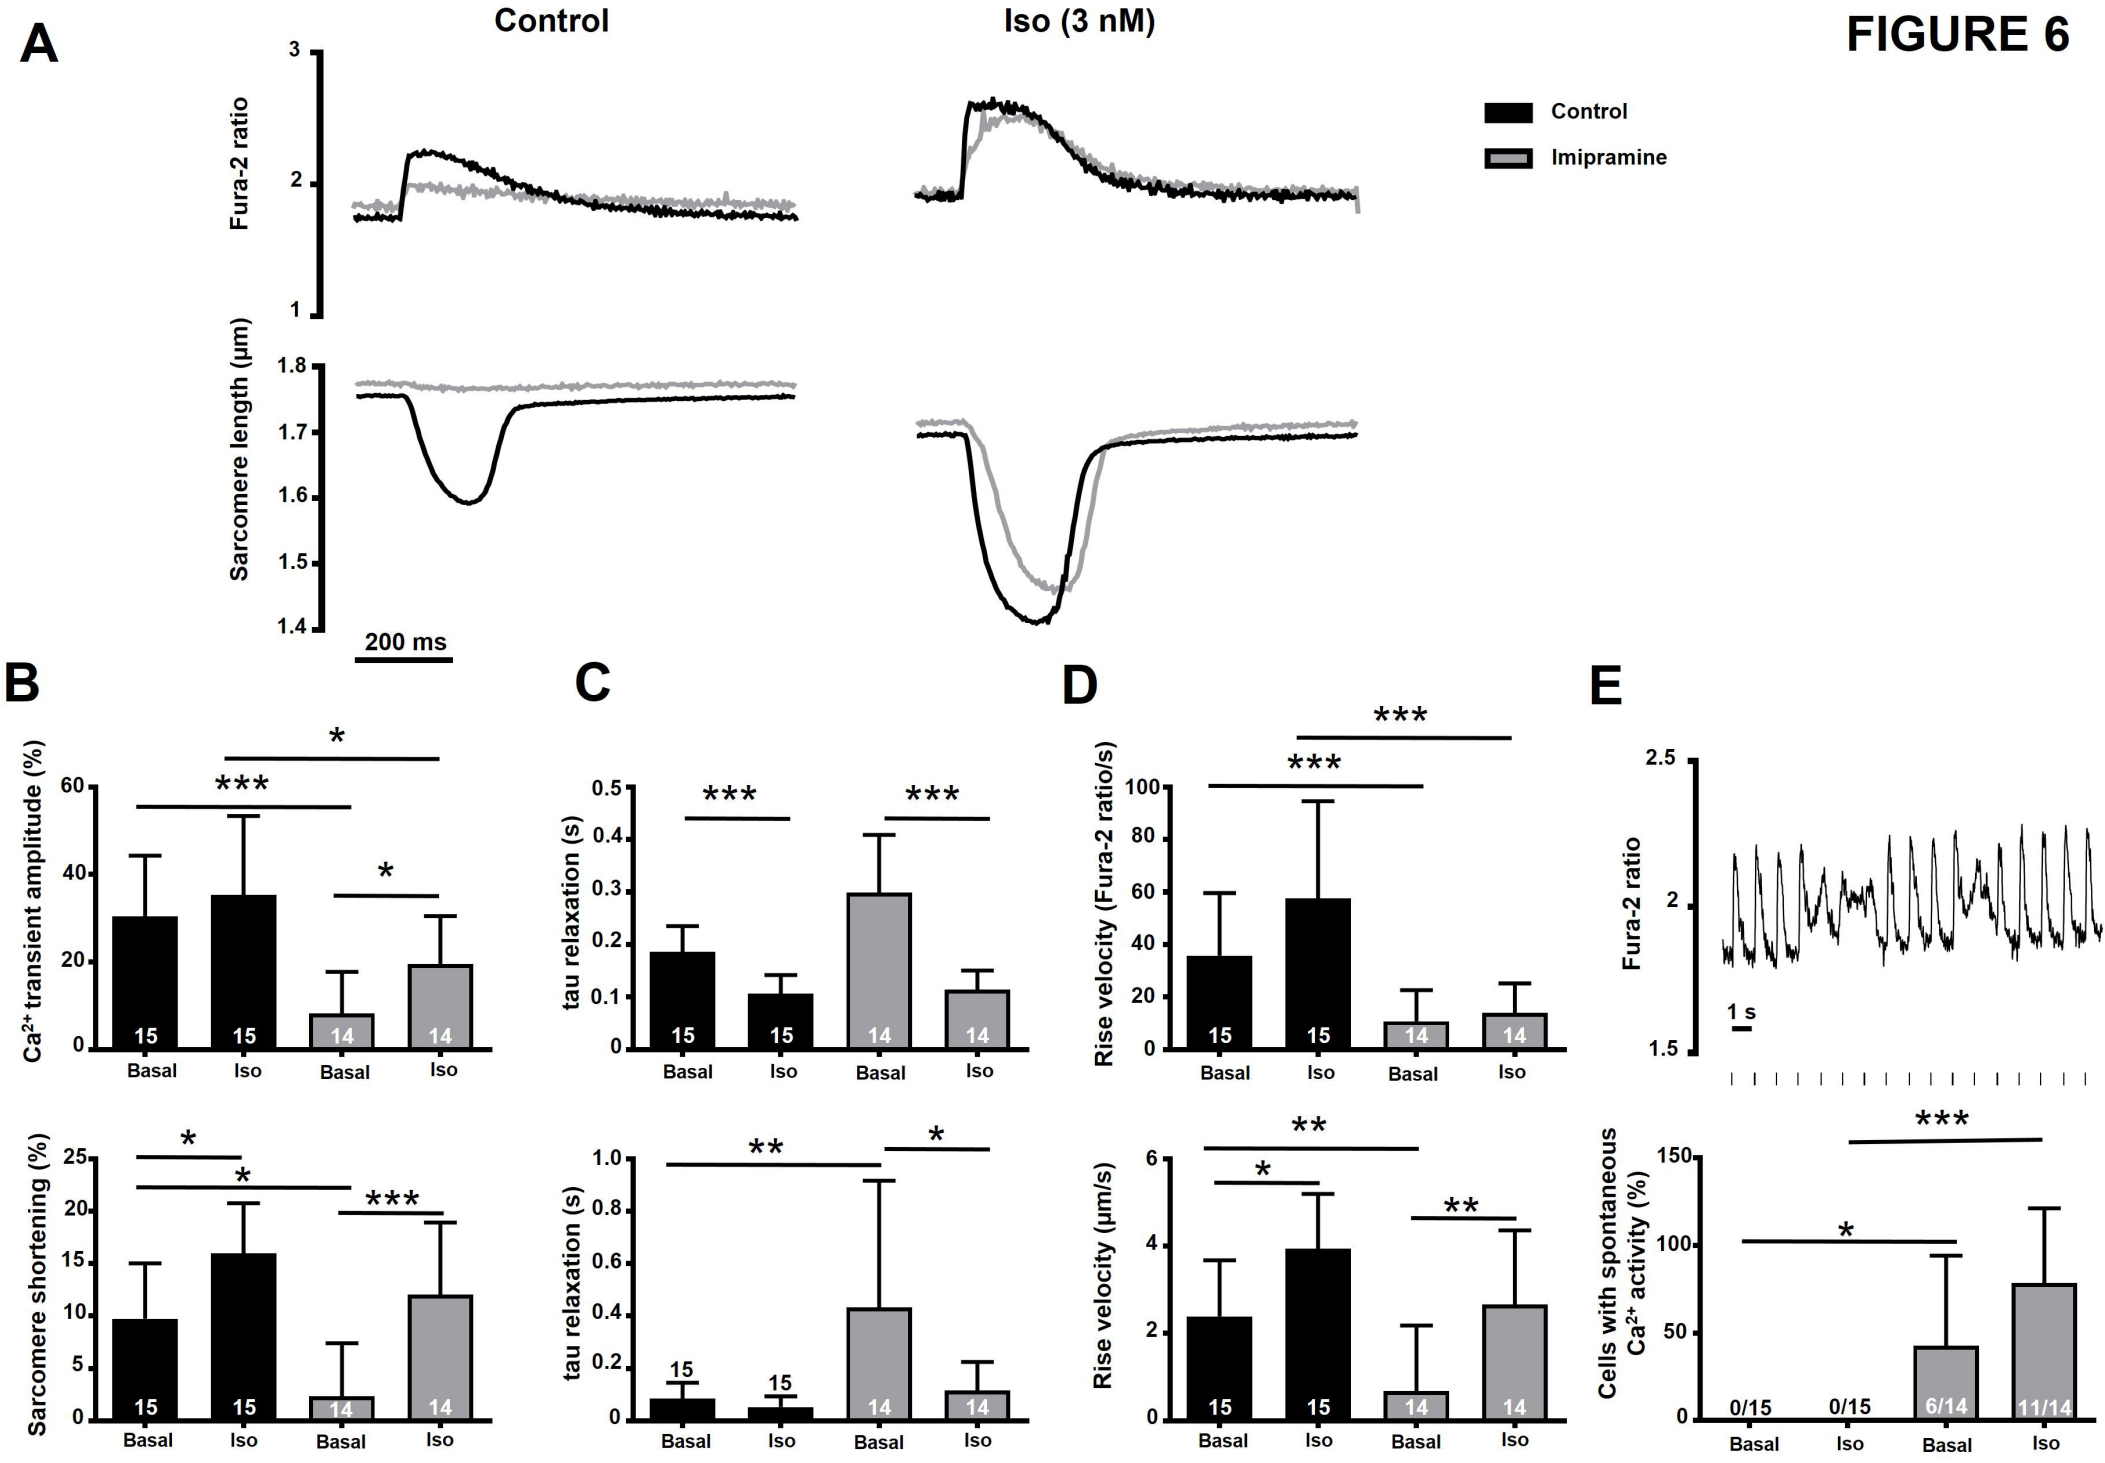 FIGURE 6
A
Control
Iso (3 nM)
Control
Imipramine
Fura-2 ratio
3
2
1
Sarcomere length (µm)
1.8
1.7
1.6
1.5
1.4
200 ms
B
Ca²⁺ transient amplitude (%)
60
40
20
0
*
***
*
15
15
14
14
Basal
Iso
Basal
Iso
Sarcomere shortening (%)
25
20
15
10
5
0
*
*
***
15
15
14
14
Basal
Iso
Basal
Iso
C
tau relaxation (s)
0.5
0.4
0.3
0.2
0.1
0
***
***
15
15
14
14
Basal
Iso
Basal
Iso
tau relaxation (s)
1.0
0.8
0.6
0.4
0.2
0
**
*
15
15
14
14
Basal
Iso
Basal
Iso
D
Rise velocity (Fura-2 ratio/s)
100
80
60
40
20
0
***
***
15
15
14
14
Basal
Iso
Basal
Iso
Rise velocity (µm/s)
6
4
2
0
**
*
**
15
15
14
14
Basal
Iso
Basal
Iso
E
Fura-2 ratio
2.5
2
1.5
1 s
Cells with spontaneous
Ca²⁺ activity (%)
150
100
50
0
***
*
0/15
0/15
6/14
11/14
Basal
Iso
Basal
Iso